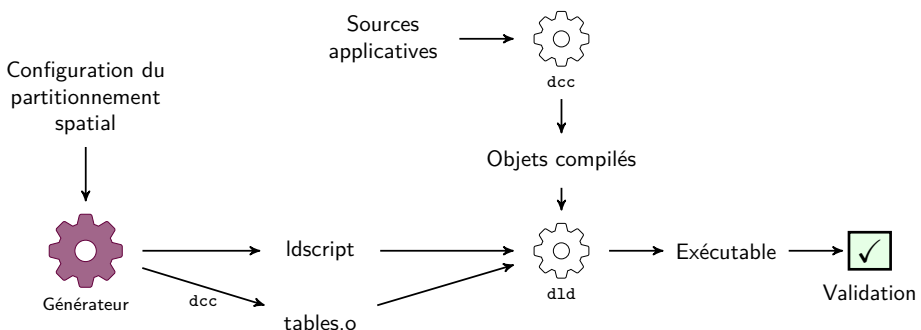 Sources
applicatives
dcc
Configuration du
partitionnement
spatial
Objets compilés
Générateur
dcc
ldscript
tables.o
dld
Exécutable
✓
Validation